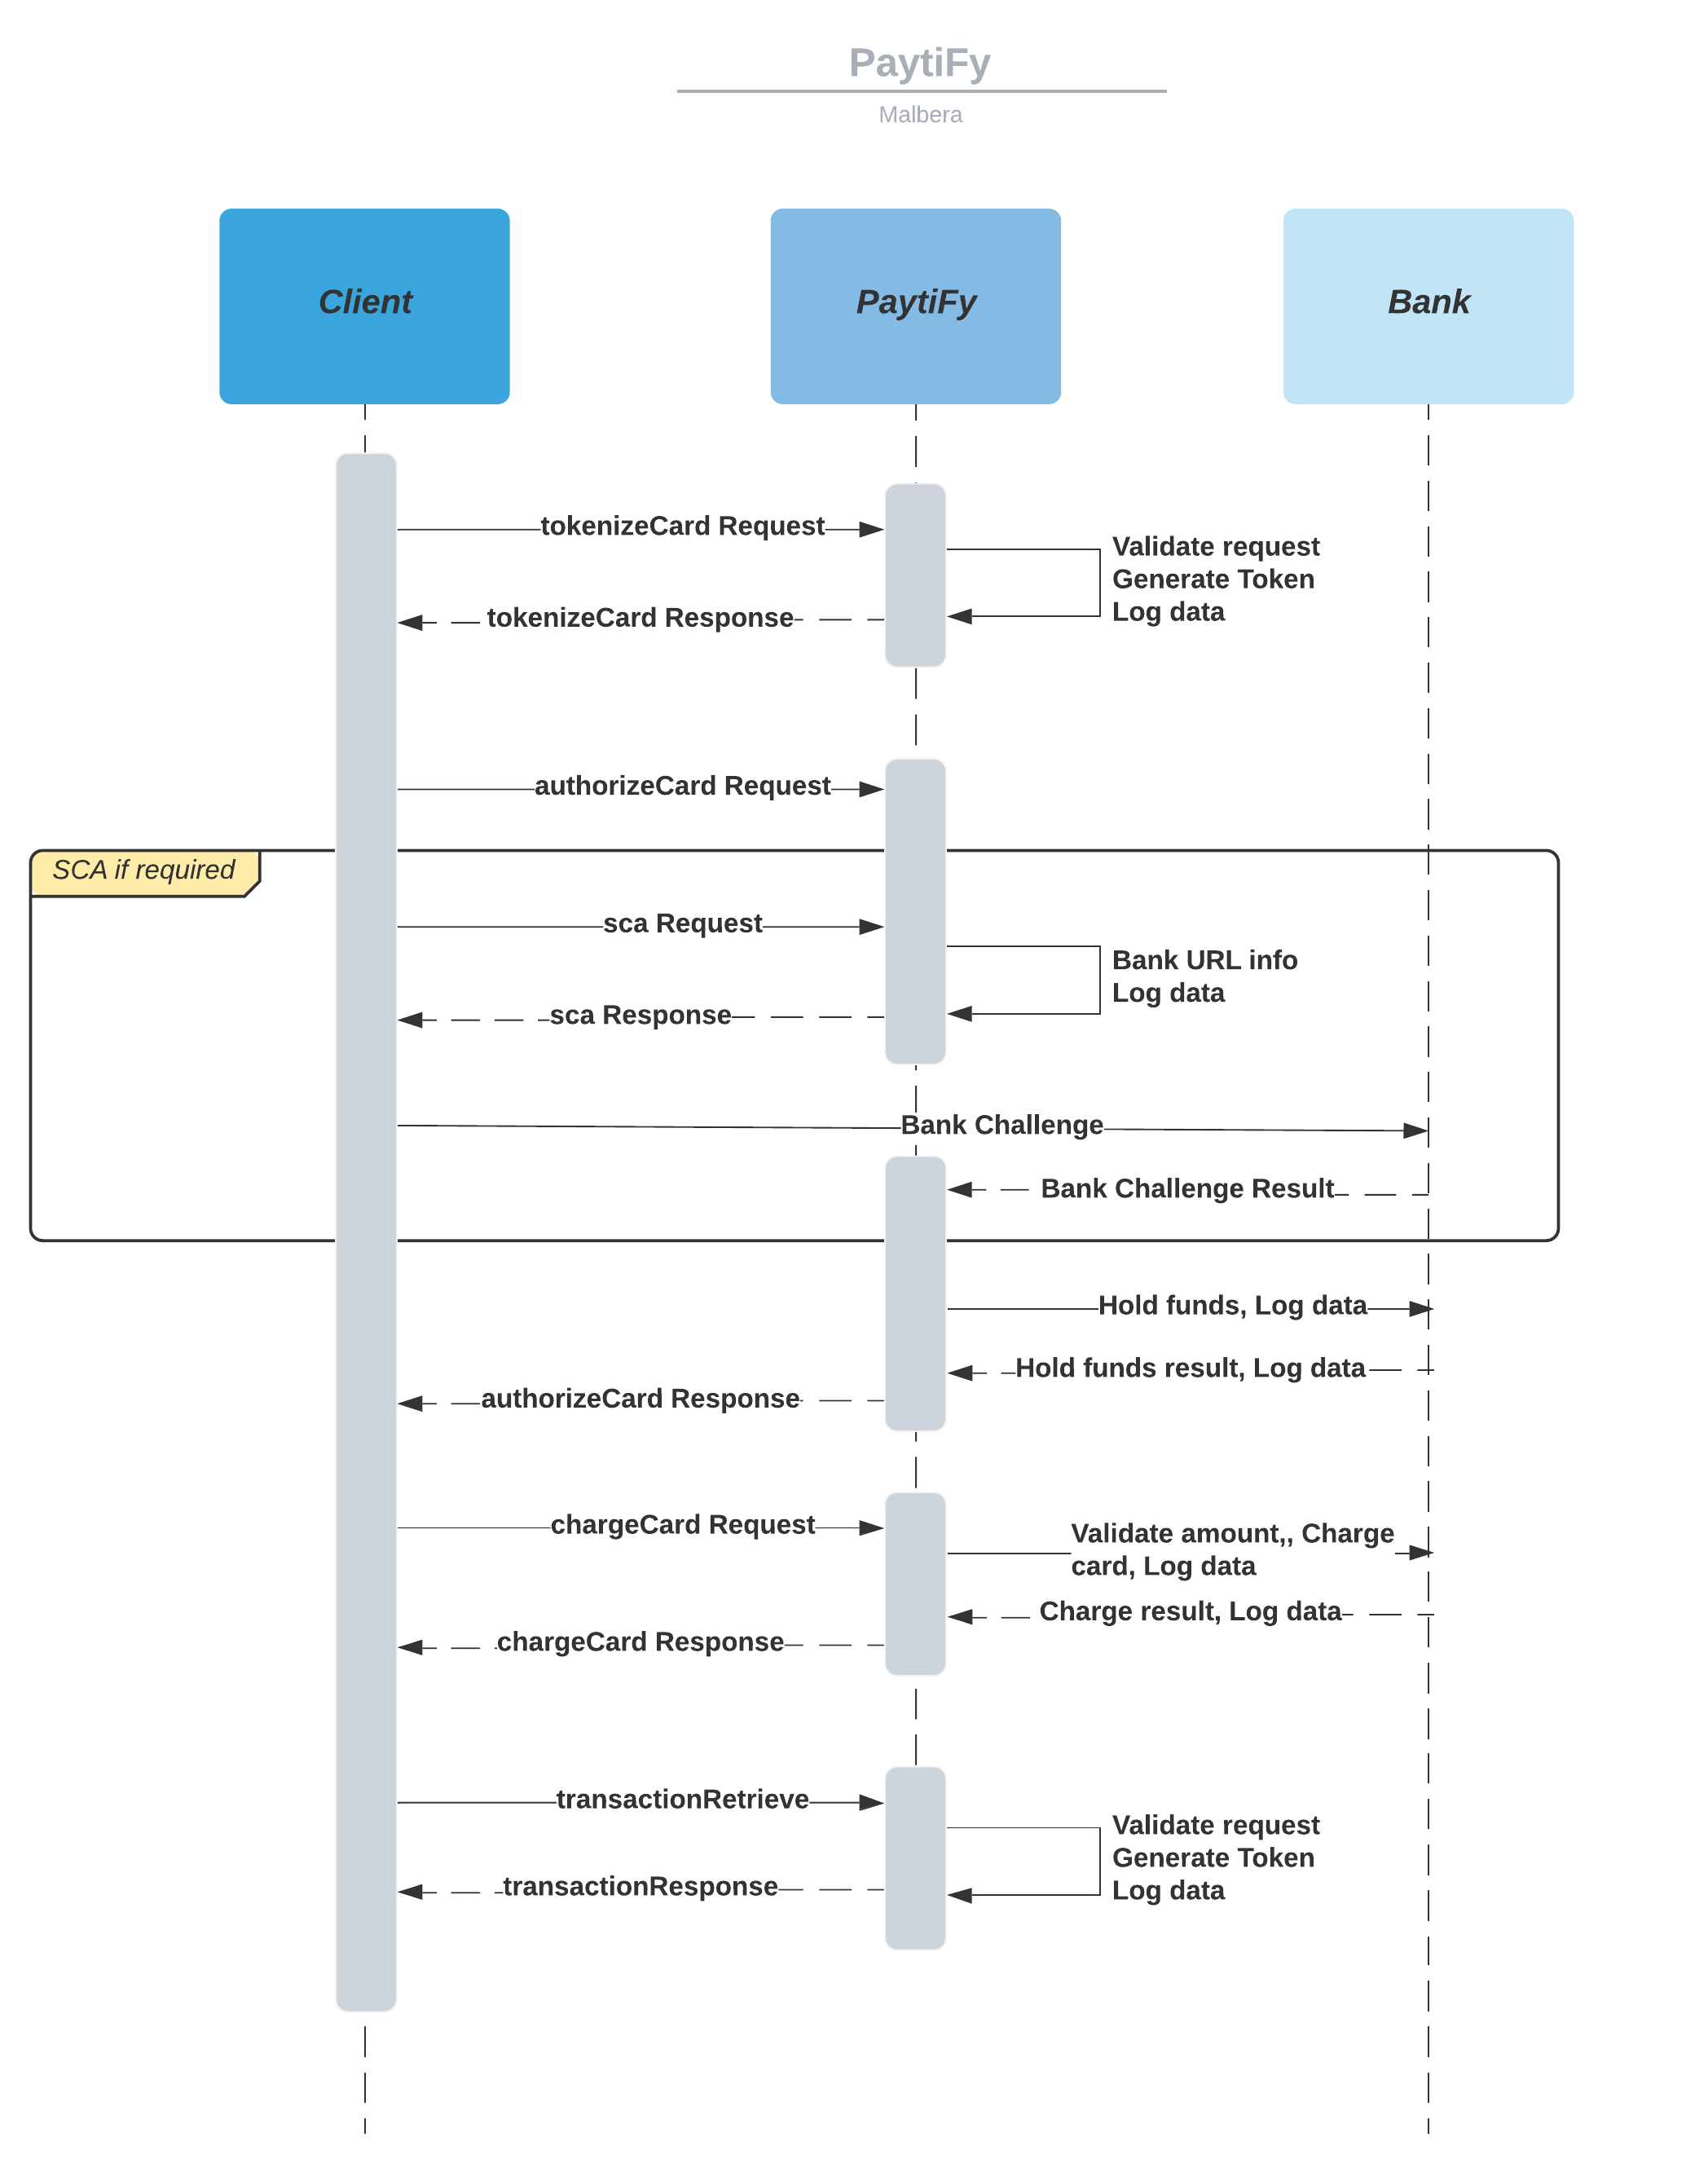 PaytiFy
Malbera
Client
PaytiFy
Bank
tokenizeCard Request
Validate request
Generate Token
Log data
tokenizeCard Response
authorizeCard Request
SCA if required
sca Request
Bank URL info
Log data
sca Response
Bank Challenge
Bank Challenge Result
Hold funds, Log data
Hold funds result, Log data
authorizeCard Response
chargeCard Request
Validate amount,, Charge
card, Log data
Charge result, Log data
chargeCard Response
transactionRetrieve
Validate request
Generate Token
Log data
transactionResponse